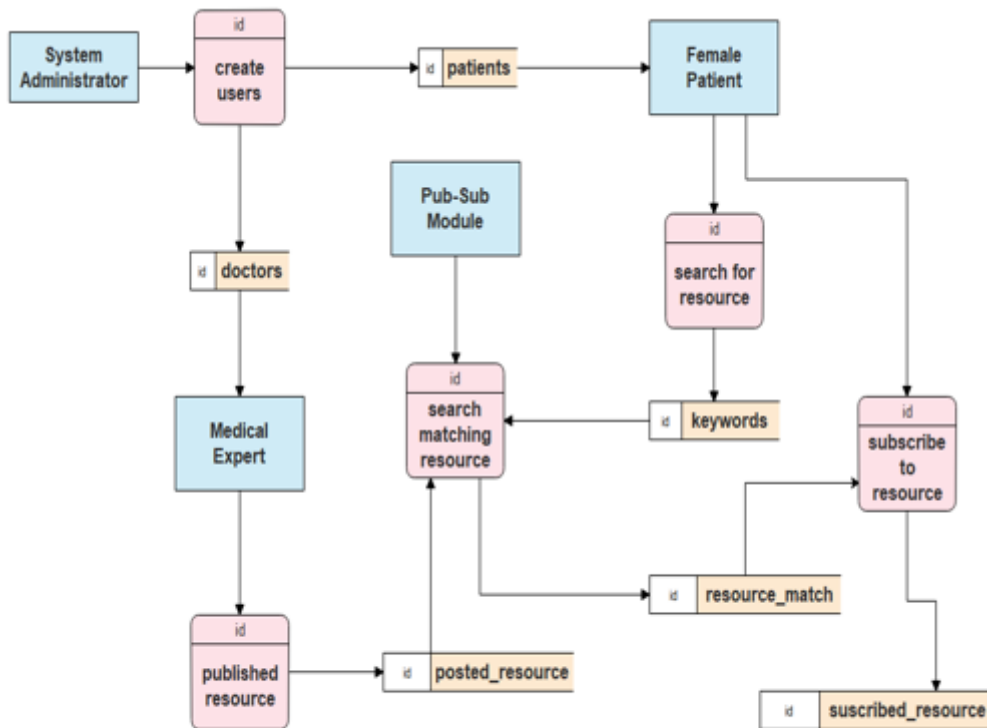 System
Administrator
id
create
users
id
patients
Female
Patient
Pub-Sub
Module
id
search for
resource
id
doctors
id
search
matching
resource
id
keywords
Medical
Expert
id
subscribe
to
resource
id
resource_match
id
published
resource
id
posted_resource
id
suscribed_resource